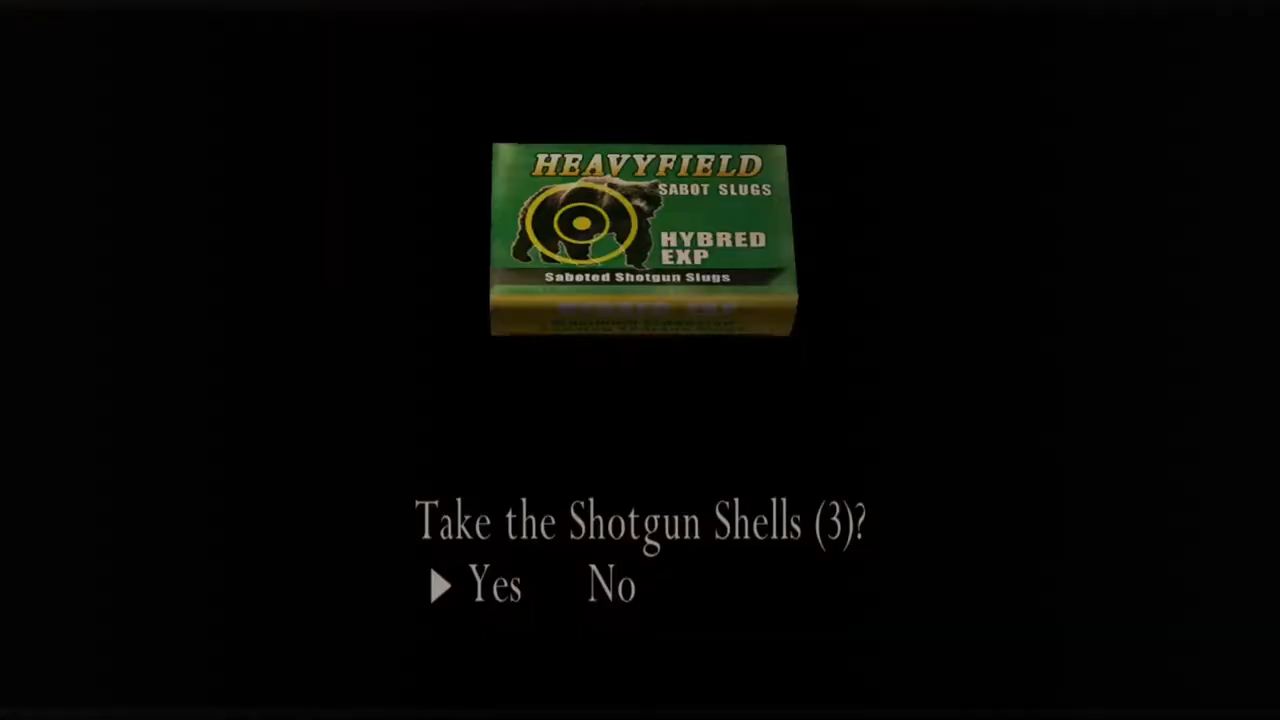 HEAVYFIELD
SABOT SLUGS
HYBRED
EXP
Saboted Shotgun Slugs
Take the Shotgun Shells (3)?
Yes No